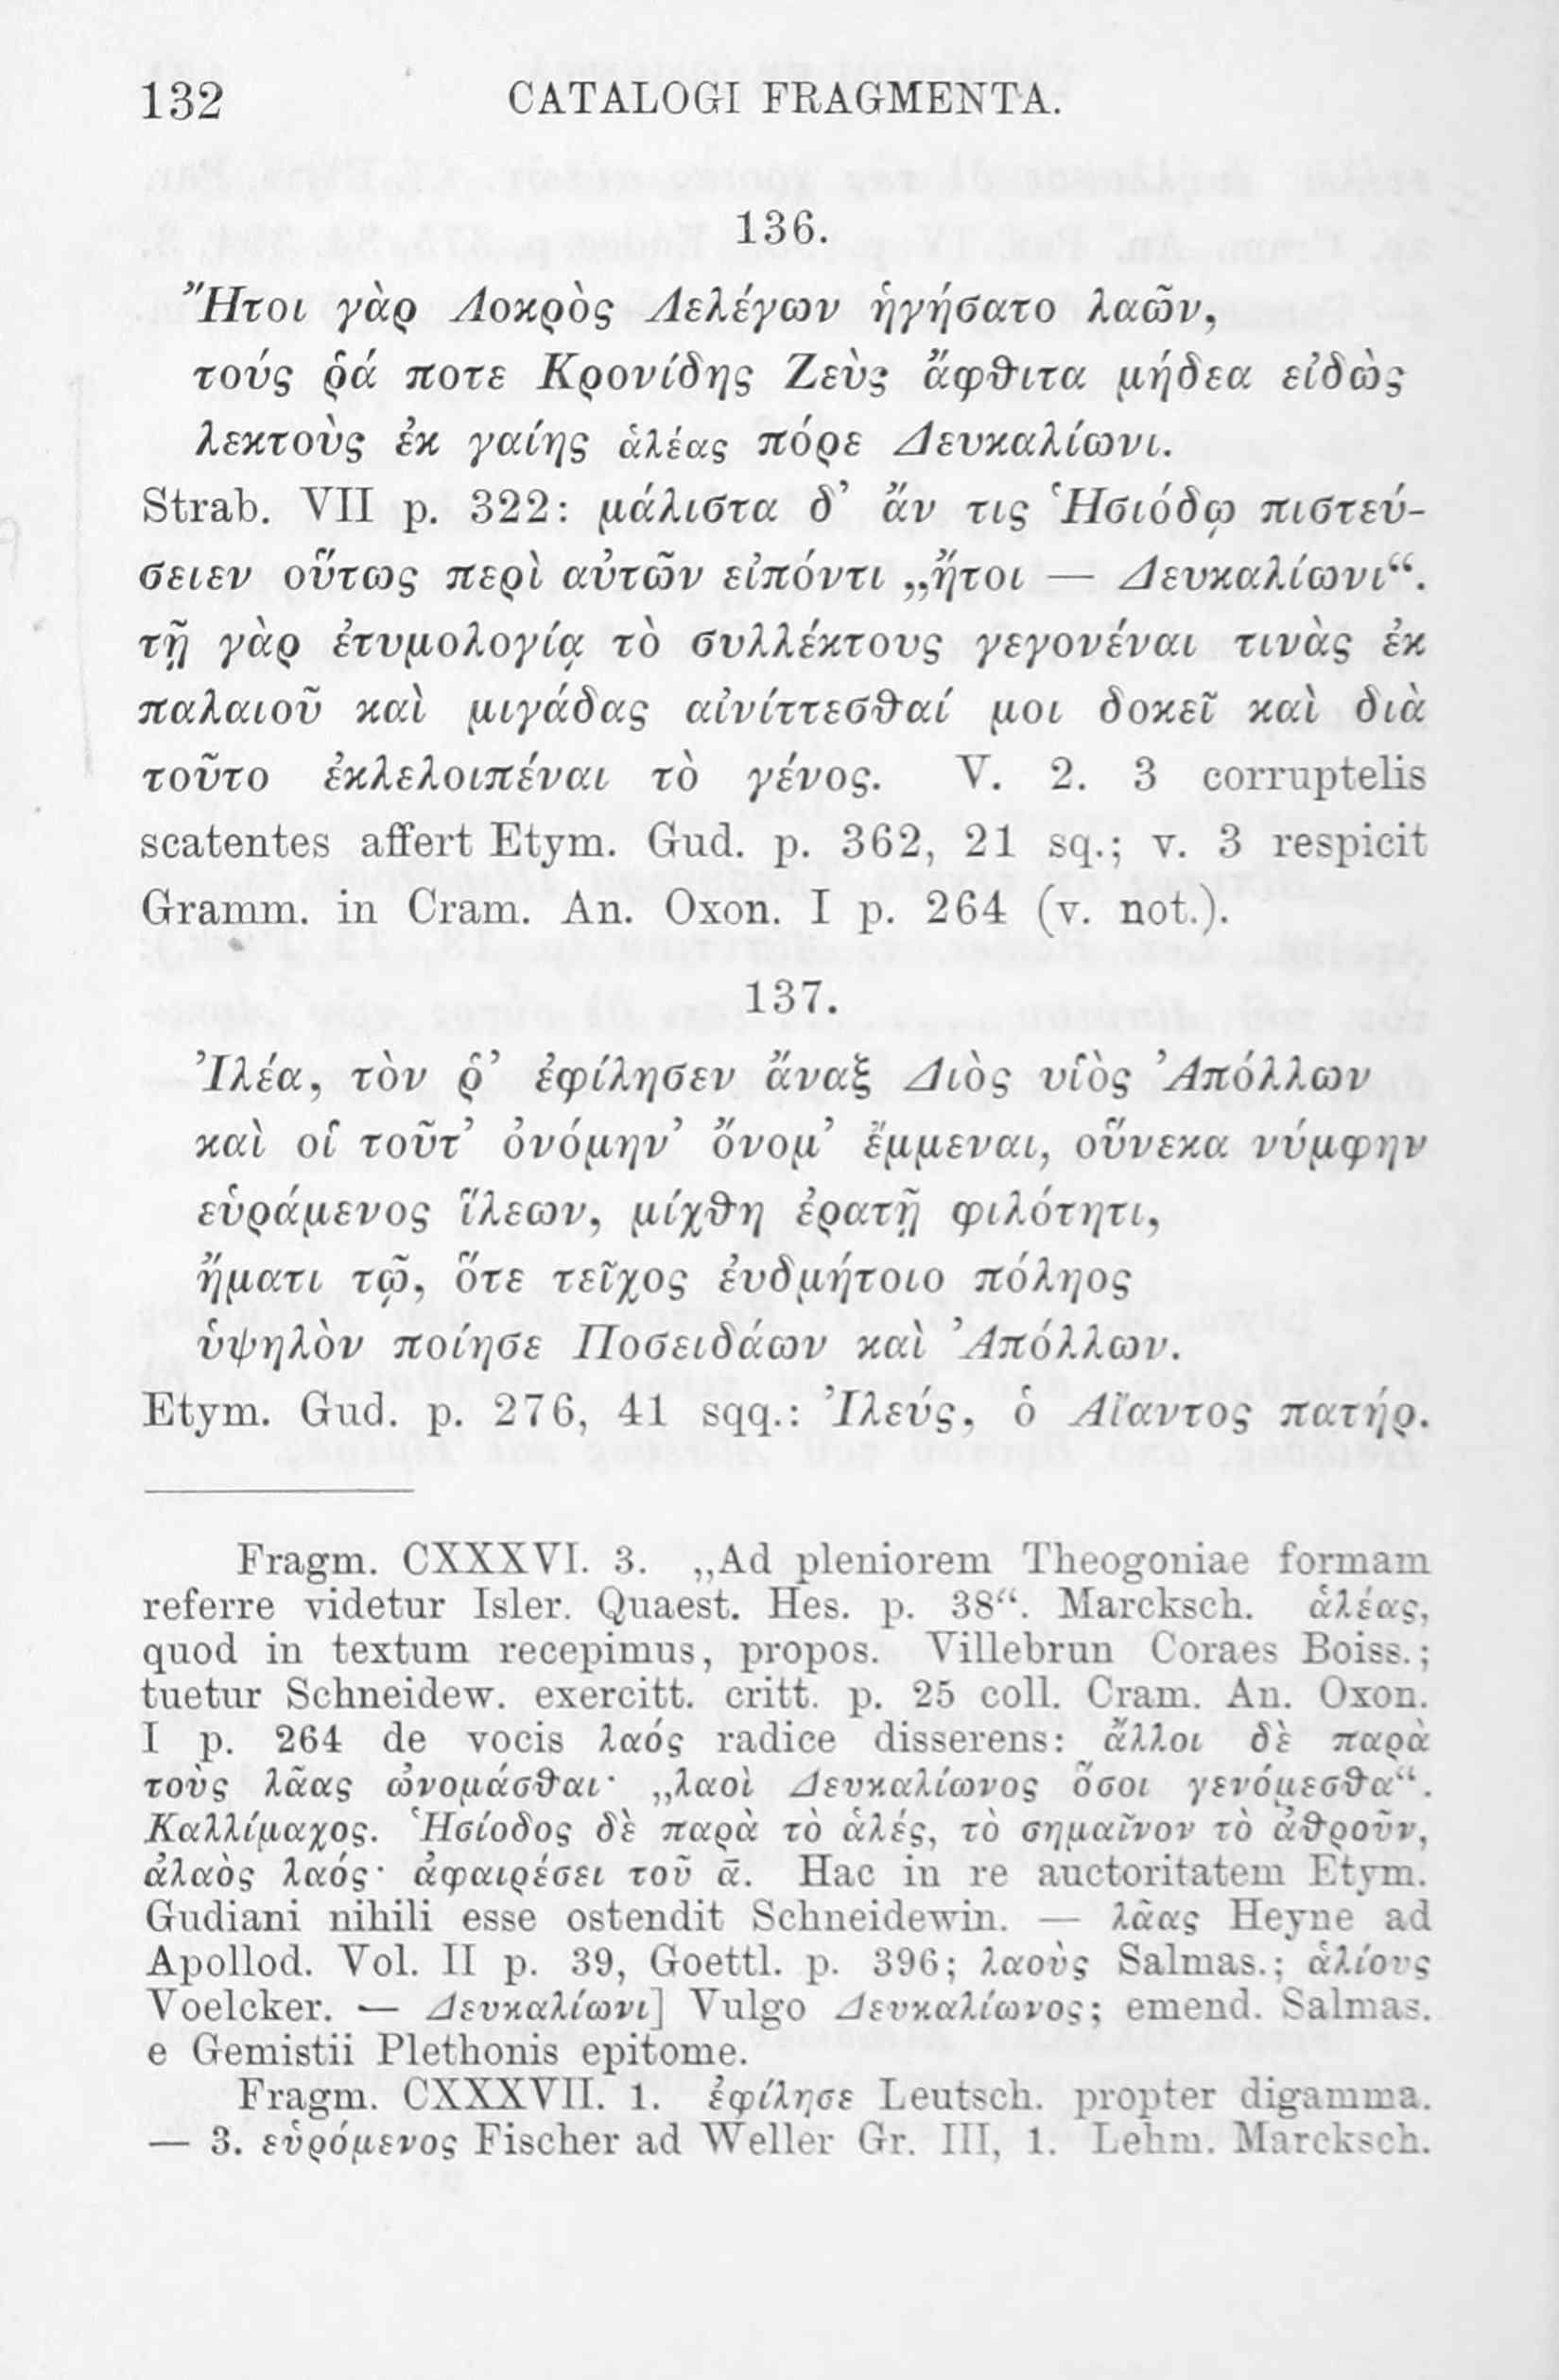 132 CATALOGI FRAGMENTA.
136.
Ἤτοι γὰρ Λοκρὸς Λελέγων ἡγήσατο λαῶν,
τούς ῥά ποτε Κρονίδης Ζεὺς ἄφθιτα μήδεα εἰδὼς
λεκτοὺς ἐκ γαίης ἁλέας πόρε Δευκαλίωνι.
Strab. VII p. 322: μάλιστα δ’ ἄν τις Ἡσιόδῳ πιστεύ-
σειεν οὕτως περὶ αὐτῶν εἰπόντι „ἤτοι — Δευκαλίωνι“.
τῇ γὰρ ἐτυμολογίᾳ τὸ συλλέκτους γεγονέναι τινὰς ἐκ
παλαιοῦ καὶ μιγάδας αἰνίττεσθαί μοι δοκεῖ καὶ διὰ
τοῦτο ἐκλελοιπέναι τὸ γένος. V. 2. 3 corruptelis
scatentes affert Etym. Gud. p. 362, 21 sq.; v. 3 respicit
Gramm. in Cram. An. Oxon. I p. 264 (v. not.).
137.
Ἰλέα, τὸν ῥ’ ἐφίλησεν ἄναξ Διὸς υἱὸς Ἀπόλλων
καὶ οἱ τοῦτ’ ὀνόμην’ ὄνομ’ ἔμμεναι, οὕνεκα νύμφην
εὑράμενος ἵλεων, μίχθη ἐρατῇ φιλότητι,
ἤματι τῷ, ὅτε τεῖχος ἐυδμήτοιο πόληος
ὑψηλὸν ποίησε Ποσειδάων καὶ Ἀπόλλων.
Etym. Gud. p. 276, 41 sqq.: Ἰλεύς, ὁ Αἴαντος πατήρ.
Fragm. CXXXVI. 3. „Ad pleniorem Theogoniae formam
referre videtur Isler. Quaest. Hes. p. 38“. Marcksch. ἁλέας,
quod in textum recepimus, propos. Villebrun Coraes Boiss.;
tuetur Schneidew. exercitt. critt. p. 25 coll. Cram. An. Oxon.
I p. 264 de vocis λαός radice disserens: ἄλλοι δὲ παρὰ
τοὺς λᾶας ὠνομάσθαι· „λαοὶ Δευκαλίωνος ὅσοι γενόμεσθα“.
Καλλίμαχος. Ἡσίοδος δὲ παρὰ τὸ ἁλές, τὸ σημαῖνον τὸ ἀθροῦν,
ἀλαὸς λαός· ἀφαιρέσει τοῦ ᾱ. Hac in re auctoritatem Etym.
Gudiani nihili esse ostendit Schneidewin. — λᾶας Heyne ad
Apollod. Vol. II p. 39, Goettl. p. 396; λαοὺς Salmas.; ἁλίους
Voelcker. — Δευκαλίωνι] Vulgo Δευκαλίωνος; emend. Salmas.
e Gemistii Plethonis epitome.
Fragm. CXXXVII. 1. ἐφίλησε Leutsch. propter digamma.
— 3. εὑρόμενος Fischer ad Weller Gr. III, 1. Lehm. Marcksch.